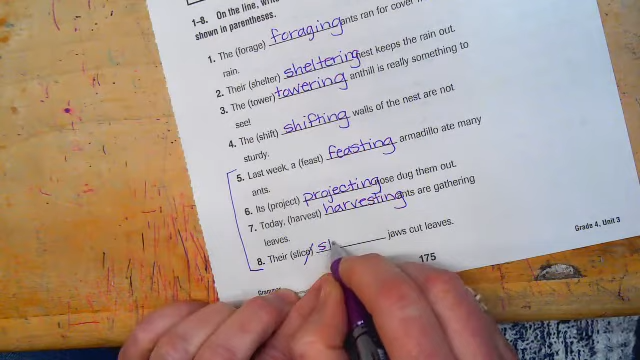 1–8. On the line, write
shown in parentheses.
1. The (forage) foraging ants ran for cover
rain.
2. Their (shelter) sheltering nest keeps the rain out.
3. The (tower) towering anthill is really something to
see!
4. The (shift) shifting walls of the nest are not
sturdy.
5. Last week, a (feast) feasting armadillo ate many
ants.
6. Its (project) projecting nose dug them out.
7. Today, (harvest) harvesting ants are gathering
leaves.
8. Their (slice) sl jaws cut leaves.
175
Grade 4, Unit 3